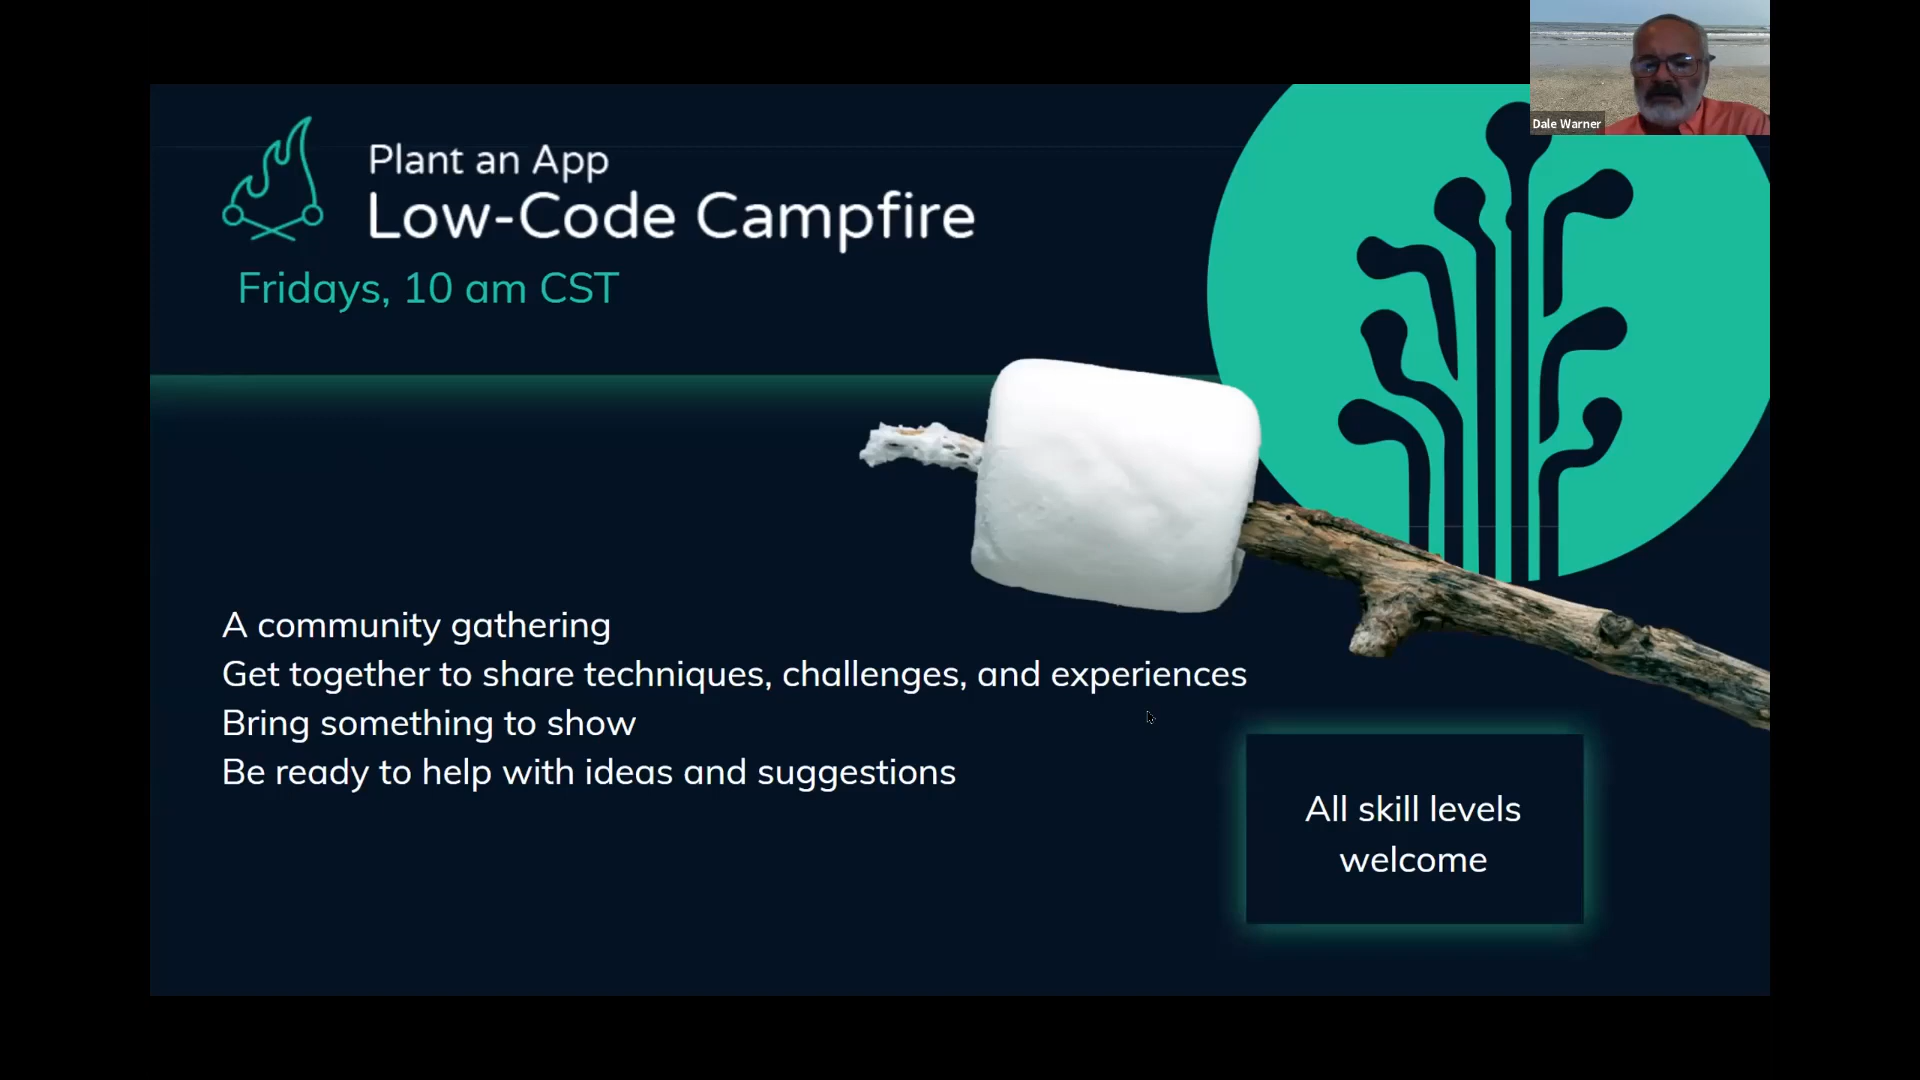 Dale Warner
Plant an App
Low-Code Campfire
Fridays, 10 am CST
A community gathering
Get together to share techniques, challenges, and experiences
Bring something to show
Be ready to help with ideas and suggestions
All skill levels
welcome